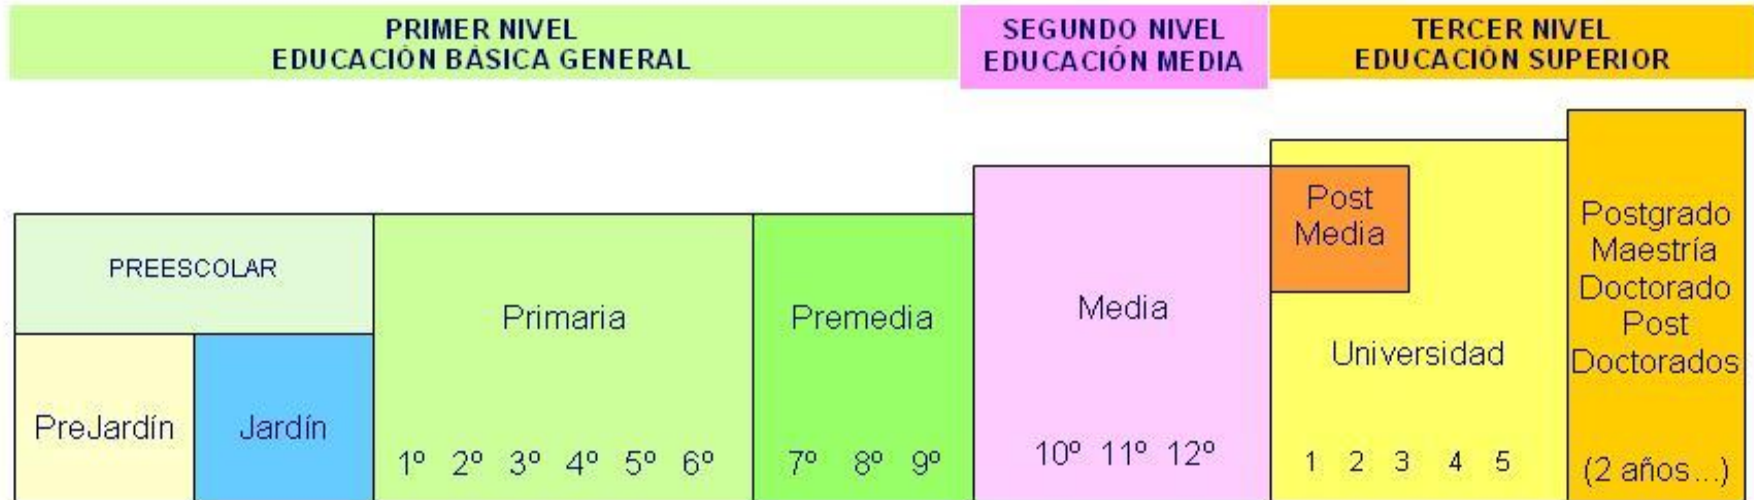 PRIMER NIVEL
EDUCACIÓN BÁSICA GENERAL
SEGUNDO NIVEL
EDUCACIÓN MEDIA
TERCER NIVEL
EDUCACIÓN SUPERIOR
PREESCOLAR
PreJardín
Jardín
Primaria
1º 2º 3º 4º 5º 6º
Premedia
7º 8º 9º
Media
10º 11º 12º
Post
Media
Universidad
1 2 3 4 5
Postgrado
Maestría
Doctorado
Post
Doctorados
(2 años...)